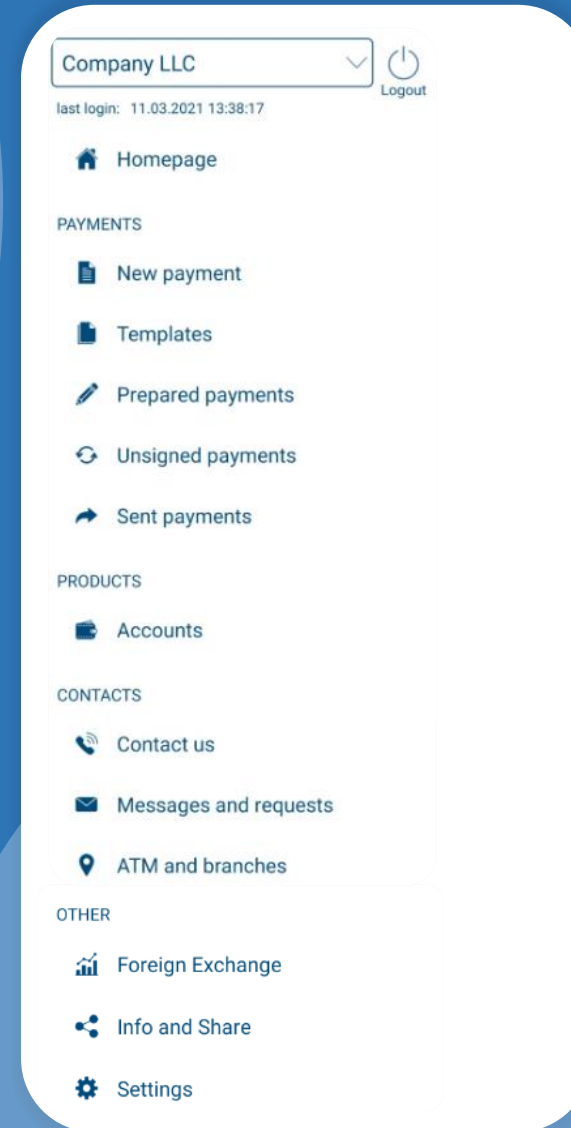 Company LLC
Logout
last login: 11.03.2021 13:38:17
Homepage
PAYMENTS
New payment
Templates
Prepared payments
Unsigned payments
Sent payments
PRODUCTS
Accounts
CONTACTS
Contact us
Messages and requests
ATM and branches
OTHER
Foreign Exchange
Info and Share
Settings